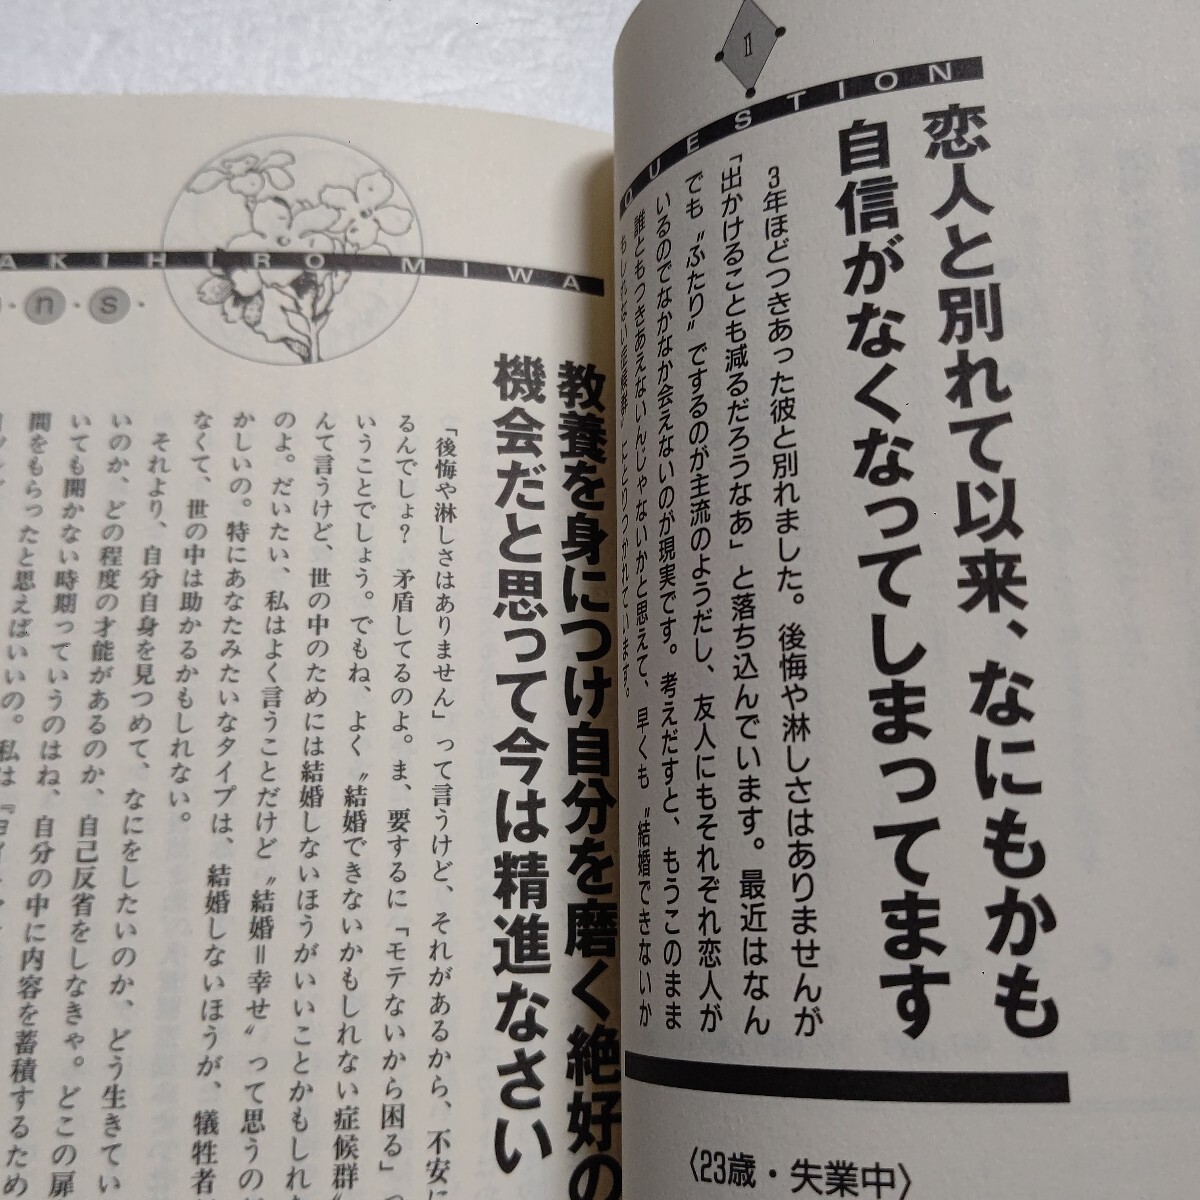 II
QUESTION
恋人と別れて以来、なにもかも
自信がなくなってしまってます
3年ほどつきあった彼と別れました。後悔や淋しさはありませんが
「出かけることも減るだろうなあ」と落ち込んでいます。最近はなん
でも〝ふたり〟でするのが主流のようだし、友人にもそれぞれ恋人が
いるのでなかなか会えないのが現実です。考えだすと、もうこのまま
誰ともつきあえないんじゃないかと思えて、早くも〝結婚できないか
もしれない症候群〟にとりつかれています。
〈23歳・失業中〉
AKIHIRO MIWA
n・s・
教養を身につけ自分を磨く絶好の
機会だと思って今は精進なさい
「後悔や淋しさはありません」って言うけど、それがあるから、不安に
るんでしょ？ 矛盾してるのよ。ま、要するに「モテないから困る」っ
いうことでしょう。でもね、よく〝結婚できないかもしれない症候群〟
んて言うけど、世の中のためには結婚しないほうがいいことかもしれた
のよ。だいたい、私はよく言うことだけど〝結婚＝幸せ〟って思うのが
かしいの。特にあなたみたいなタイプは、結婚しないほうが、犠牲者
なくて、世の中は助かるかもしれない。
それより、自分自身を見つめて、なにをしたいのか、どう生きてい
いのか、どの程度の才能があるのか、自己反省をしなきゃ。どこの扉
いても開かない時期っていうのはね、自分の中に内容を蓄積するため
間をもらったと思えばいいの。私は『ヨイ